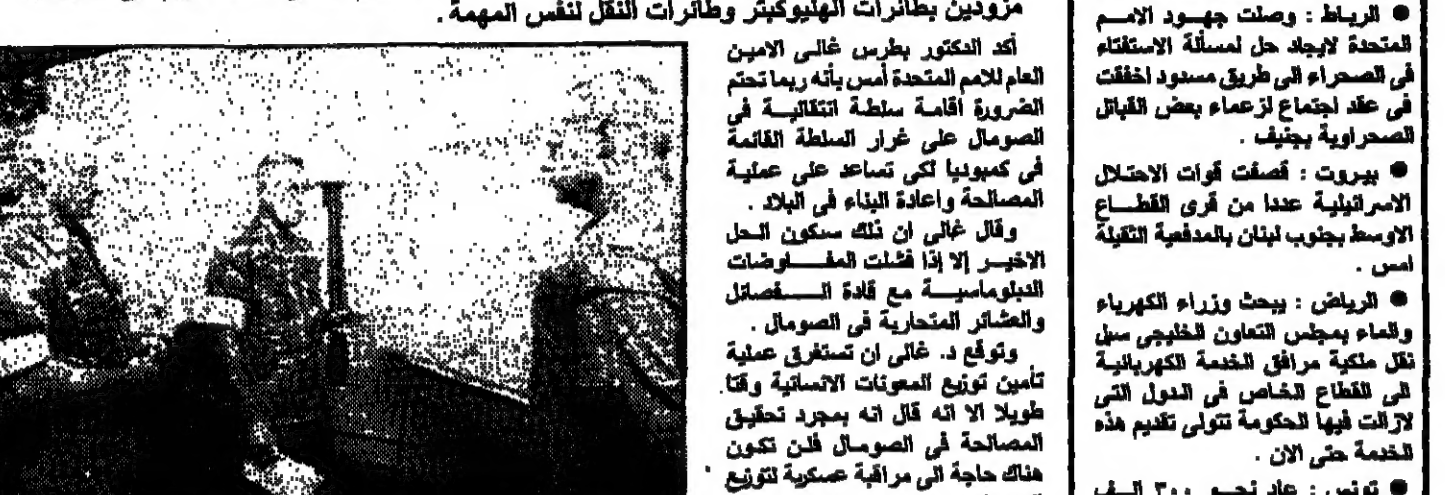 مزودين بطائرات الهليوكبتر وطائرات النقل لنفس المهمة .
أكد الدكتور بطرس غالى الامين
العام للامم المتحدة أمس بأنه ربما تحتم
الضرورة اقامة سلطة انتقالية فى
الصومال على غرار السلطة القائمة
فى كمبوديا لكى تساعد على عملية
المصالحة واعادة البناء فى البلاد .
وقال غالى ان ذلك سيكون الحل
الاخير إلا إذا فشلت المفاوضات
الدبلوماسية مع قادة الفصائل
والعشائر المتحاربة فى الصومال .
وتوقع د. غالى ان تستغرق عملية
تأمين توزيع المعونات الانسانية وقتا
طويلا الا انه قال انه بمجرد تحقيق
المصالحة فى الصومال فلن تكون
هناك حاجة الى مراقبة عسكرية لتوزيع
● الرباط : وصلت جهود الامم
المتحدة لايجاد حل لمسألة الاستفتاء
فى الصحراء الى طريق مسدود اخفقت
فى عقد اجتماع لزعماء بعض القبائل
الصحراوية بجنيف .
● بيروت : قصفت قوات الاحتلال
الاسرائيلية عددا من قرى القطاع
الاوسط بجنوب لبنان بالمدفعية الثقيلة
امس .
● الرياض : يبحث وزراء الكهرباء
والماء بمجلس التعاون الخليجى سبل
نقل ملكية مرافق الخدمة الكهربائية
الى القطاع الخاص فى الدول التى
لازالت فيها الحكومة تتولى تقديم هذه
الخدمة حتى الان .
● تونس : عاد نحو ٣٠٠ الف